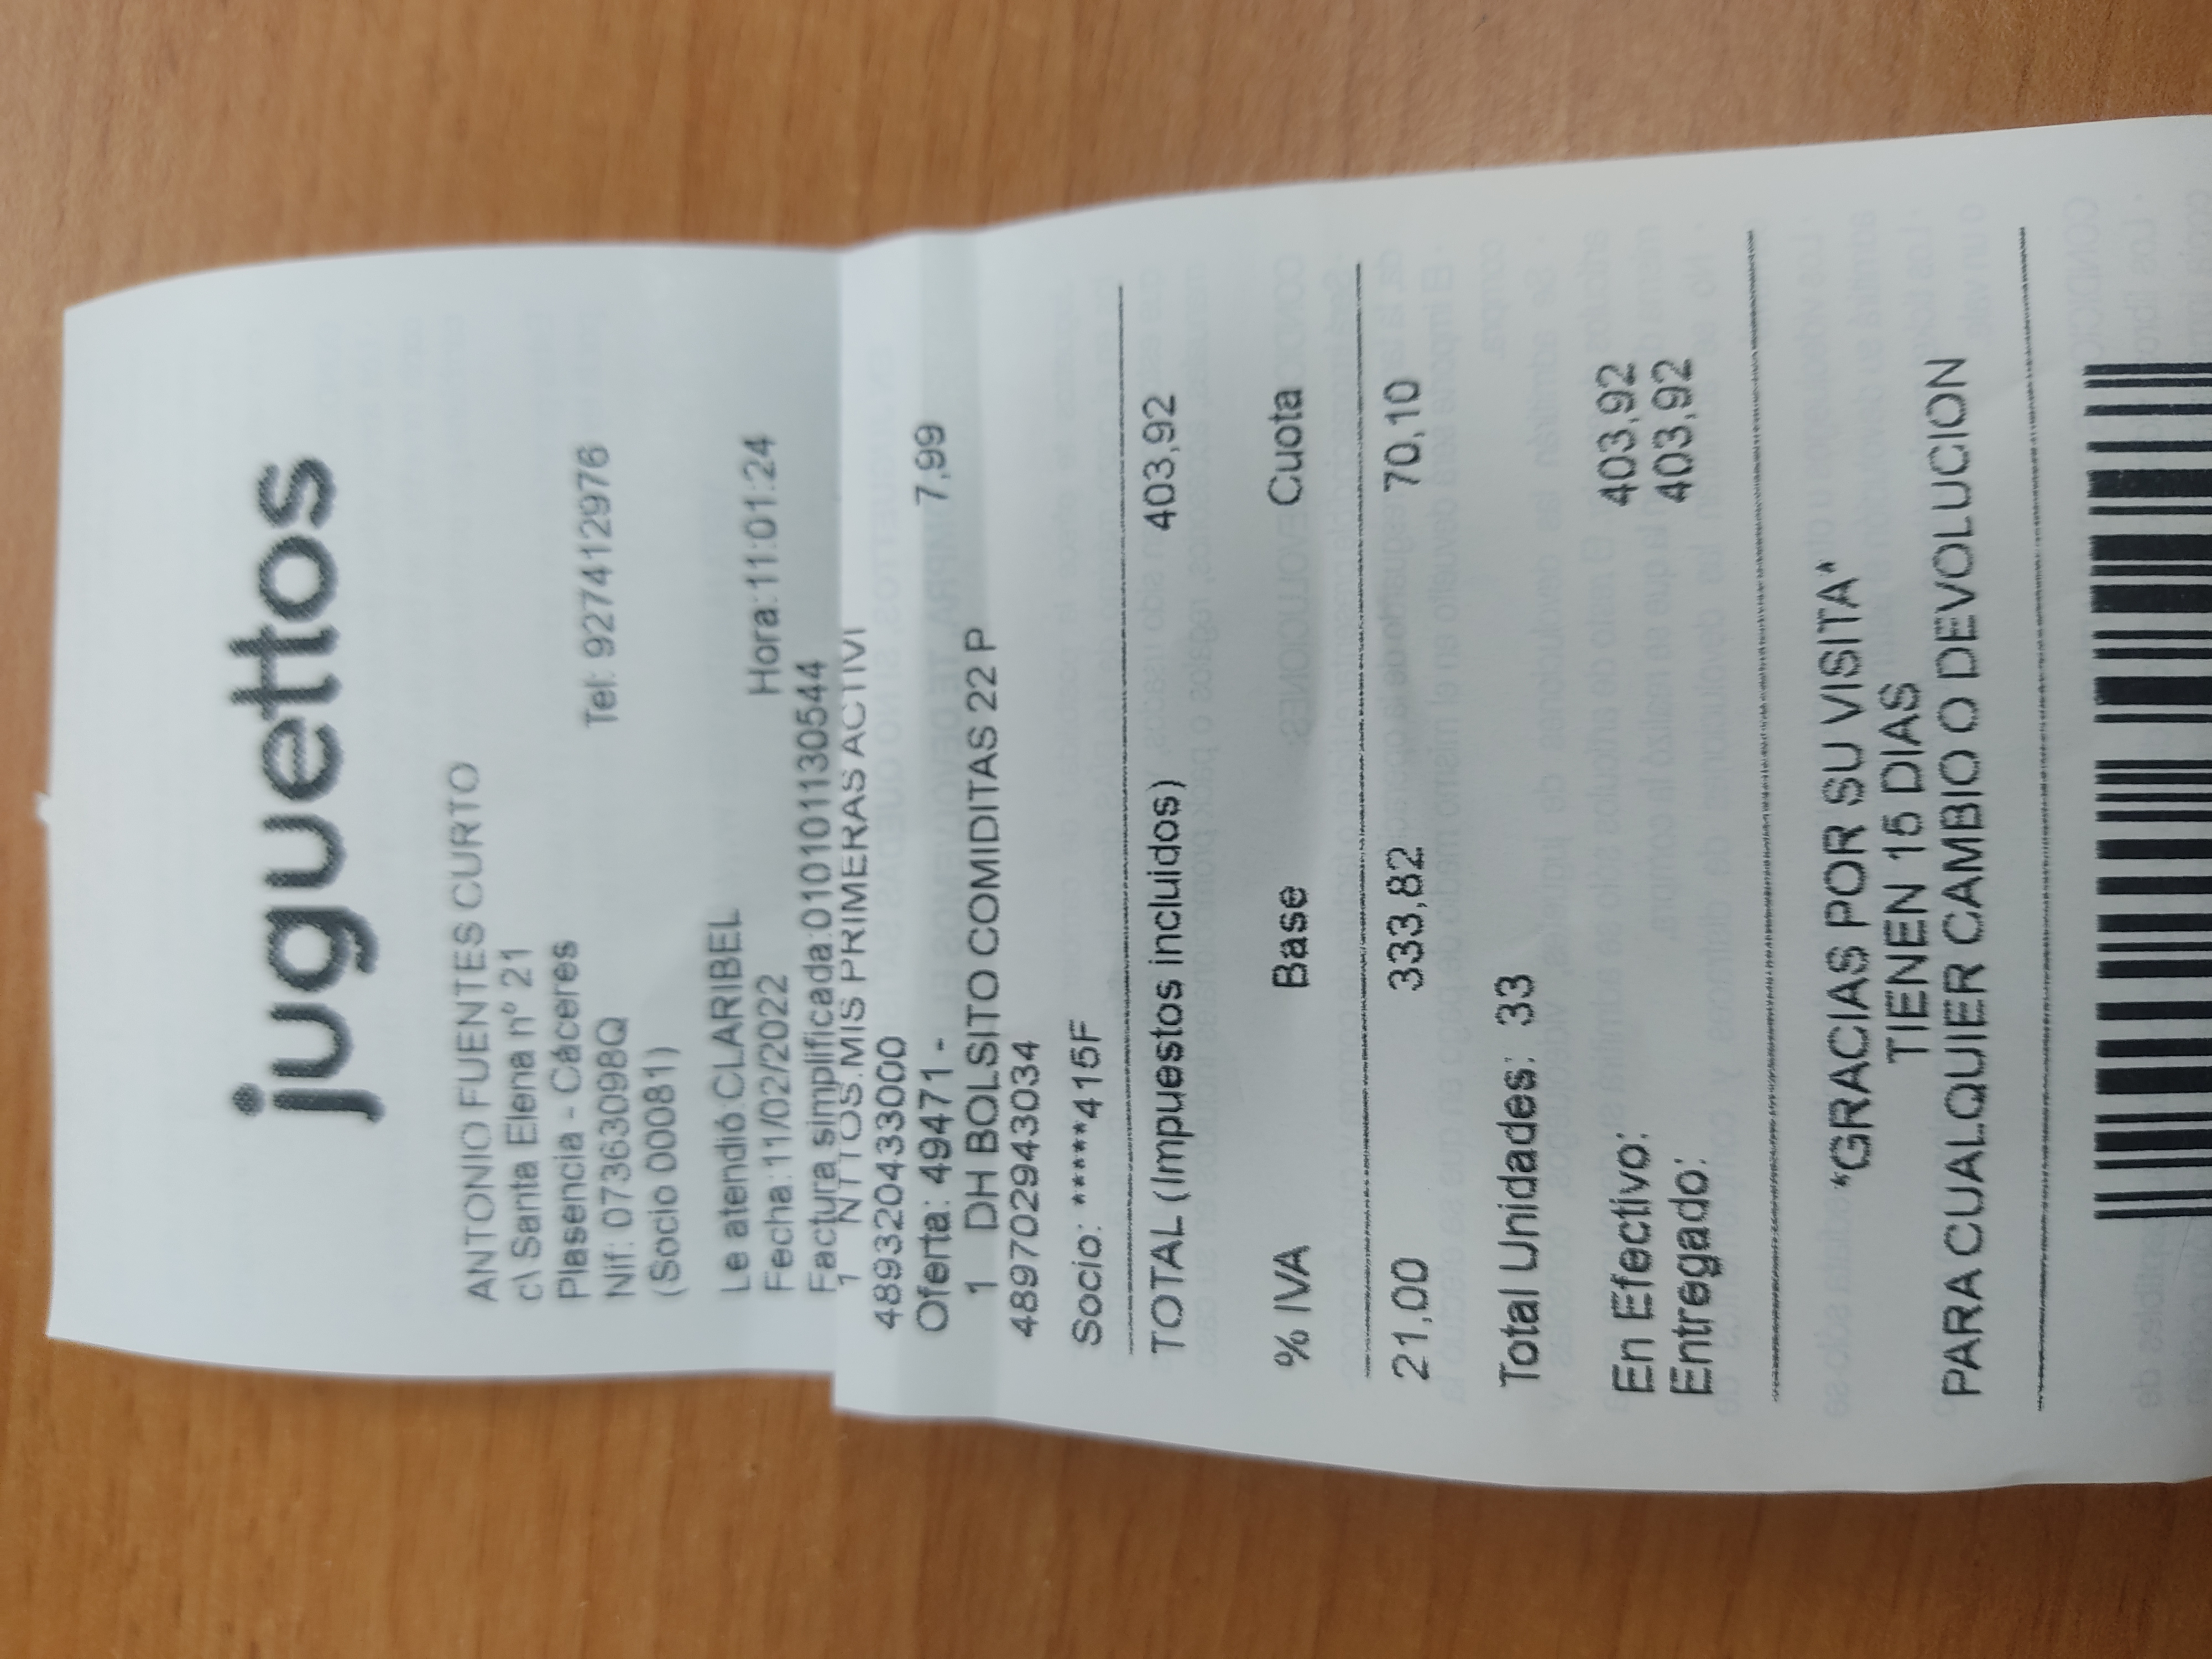 juguettos
ANTONIO FUENTES CURTO
c\ Santa Elena nº 21
Plasencia - Cáceres
Nif: 07363098Q Tel: 927412976
(Socio 00081)
Le atendió:CLARIBEL
Fecha:11/02/2022 Hora:11:01:24
Factura simplificada:010101130544
1 NTTOS.MIS PRIMERAS ACTIVI
4893204333000
Oferta: 49471 - 7,99
1 DH BOLSITO COMIDITAS 22 P
489702943034
Socio: *****415F
TOTAL (Impuestos incluidos) 403,92
% IVA Base Cuota
21,00 333,82 70,10
Total Unidades: 33
En Efectivo: 403,92
Entregado: 403,92
*GRACIAS POR SU VISITA*
TIENEN 15 DIAS
PARA CUALQUIER CAMBIO O DEVOLUCION